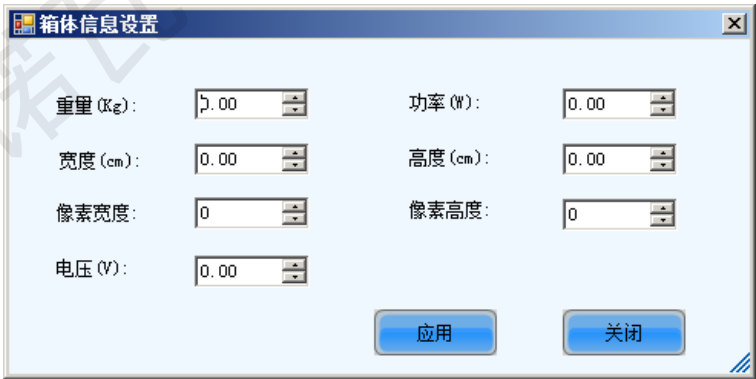 箱体信息设置
重量(Kg): 0.00 功率(W): 0.00
宽度(cm): 0.00 高度(cm): 0.00
像素宽度: 0 像素高度: 0
电压(V): 0.00
应用 关闭